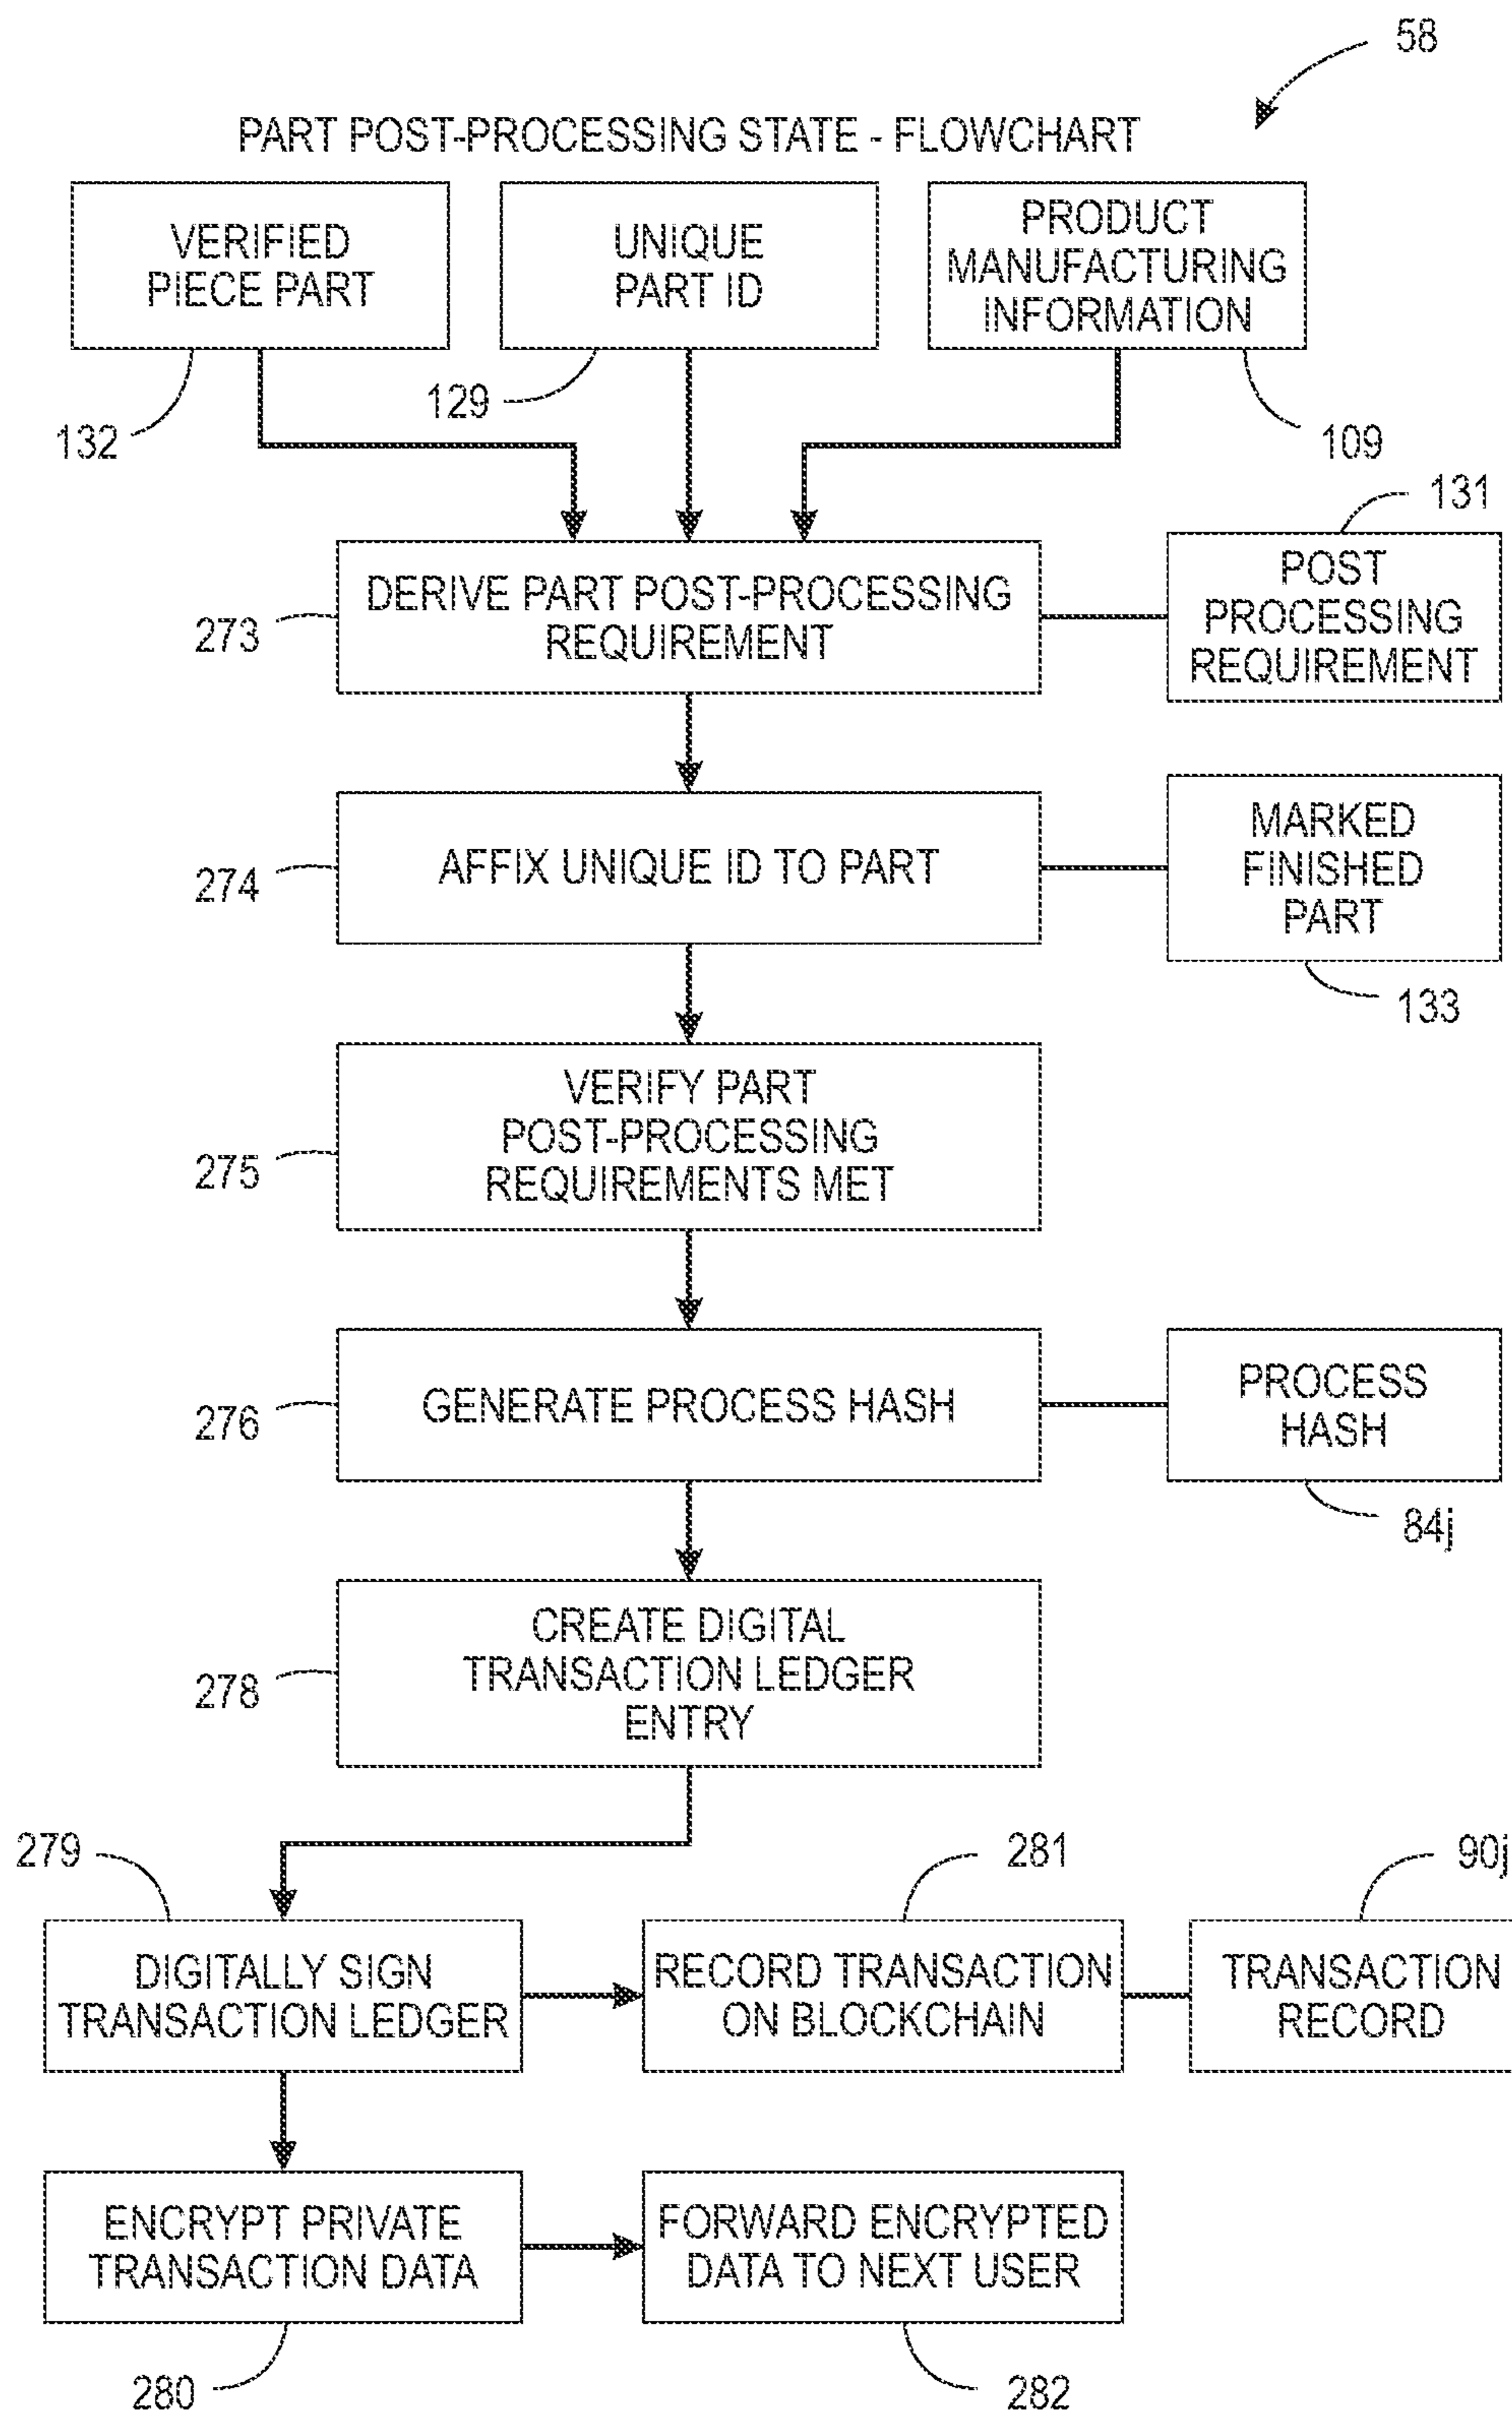 58
PART POST-PROCESSING STATE - FLOWCHART
VERIFIED
PIECE PART
UNIQUE
PART ID
PRODUCT
MANUFACTURING
INFORMATION
132
129
109
131
DERIVE PART POST-PROCESSING
REQUIREMENT
273
POST
PROCESSING
REQUIREMENT
AFFIX UNIQUE ID TO PART
274
MARKED
FINISHED
PART
133
VERIFY PART
POST-PROCESSING
REQUIREMENTS MET
275
GENERATE PROCESS HASH
276
PROCESS
HASH
84j
CREATE DIGITAL
TRANSACTION LEDGER
ENTRY
278
279
281
90j
DIGITALLY SIGN
TRANSACTION LEDGER
RECORD TRANSACTION
ON BLOCKCHAIN
TRANSACTION
RECORD
ENCRYPT PRIVATE
TRANSACTION DATA
FORWARD ENCRYPTED
DATA TO NEXT USER
280
282